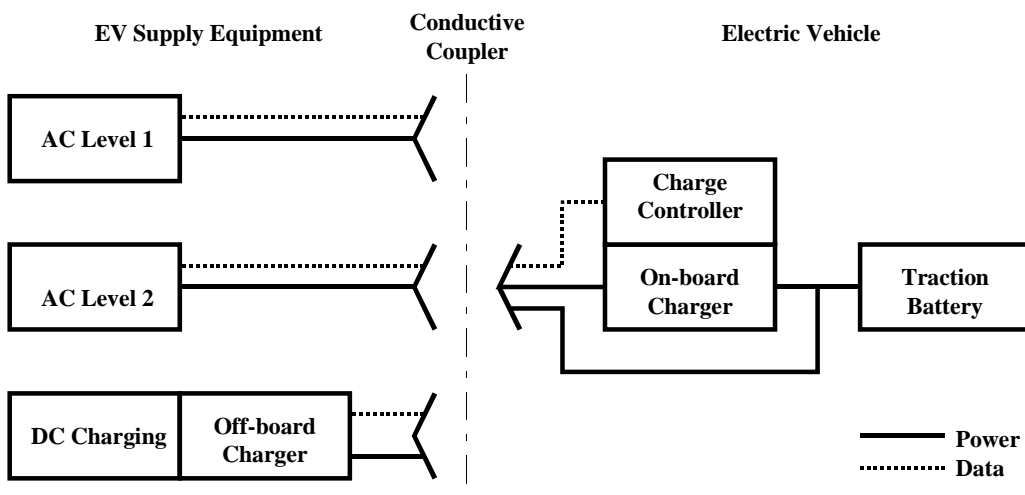 EV Supply Equipment
Conductive
Coupler
Electric Vehicle
AC Level 1
Charge
Controller
AC Level 2
On-board
Charger
Traction
Battery
DC Charging
Off-board
Charger
Power
Data